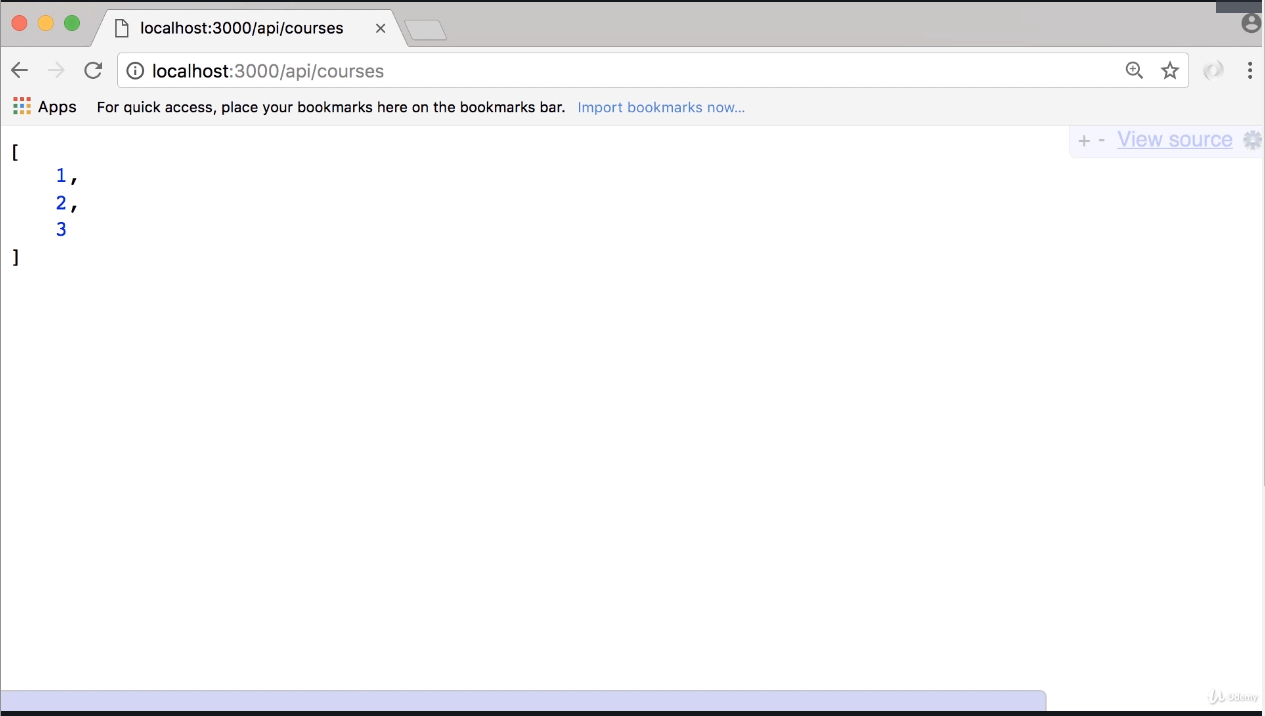 localhost:3000/api/courses
localhost:3000/api/courses
Apps For quick access, place your bookmarks here on the bookmarks bar. Import bookmarks now...
+ - View source
[
1,
2,
3
]
Udemy